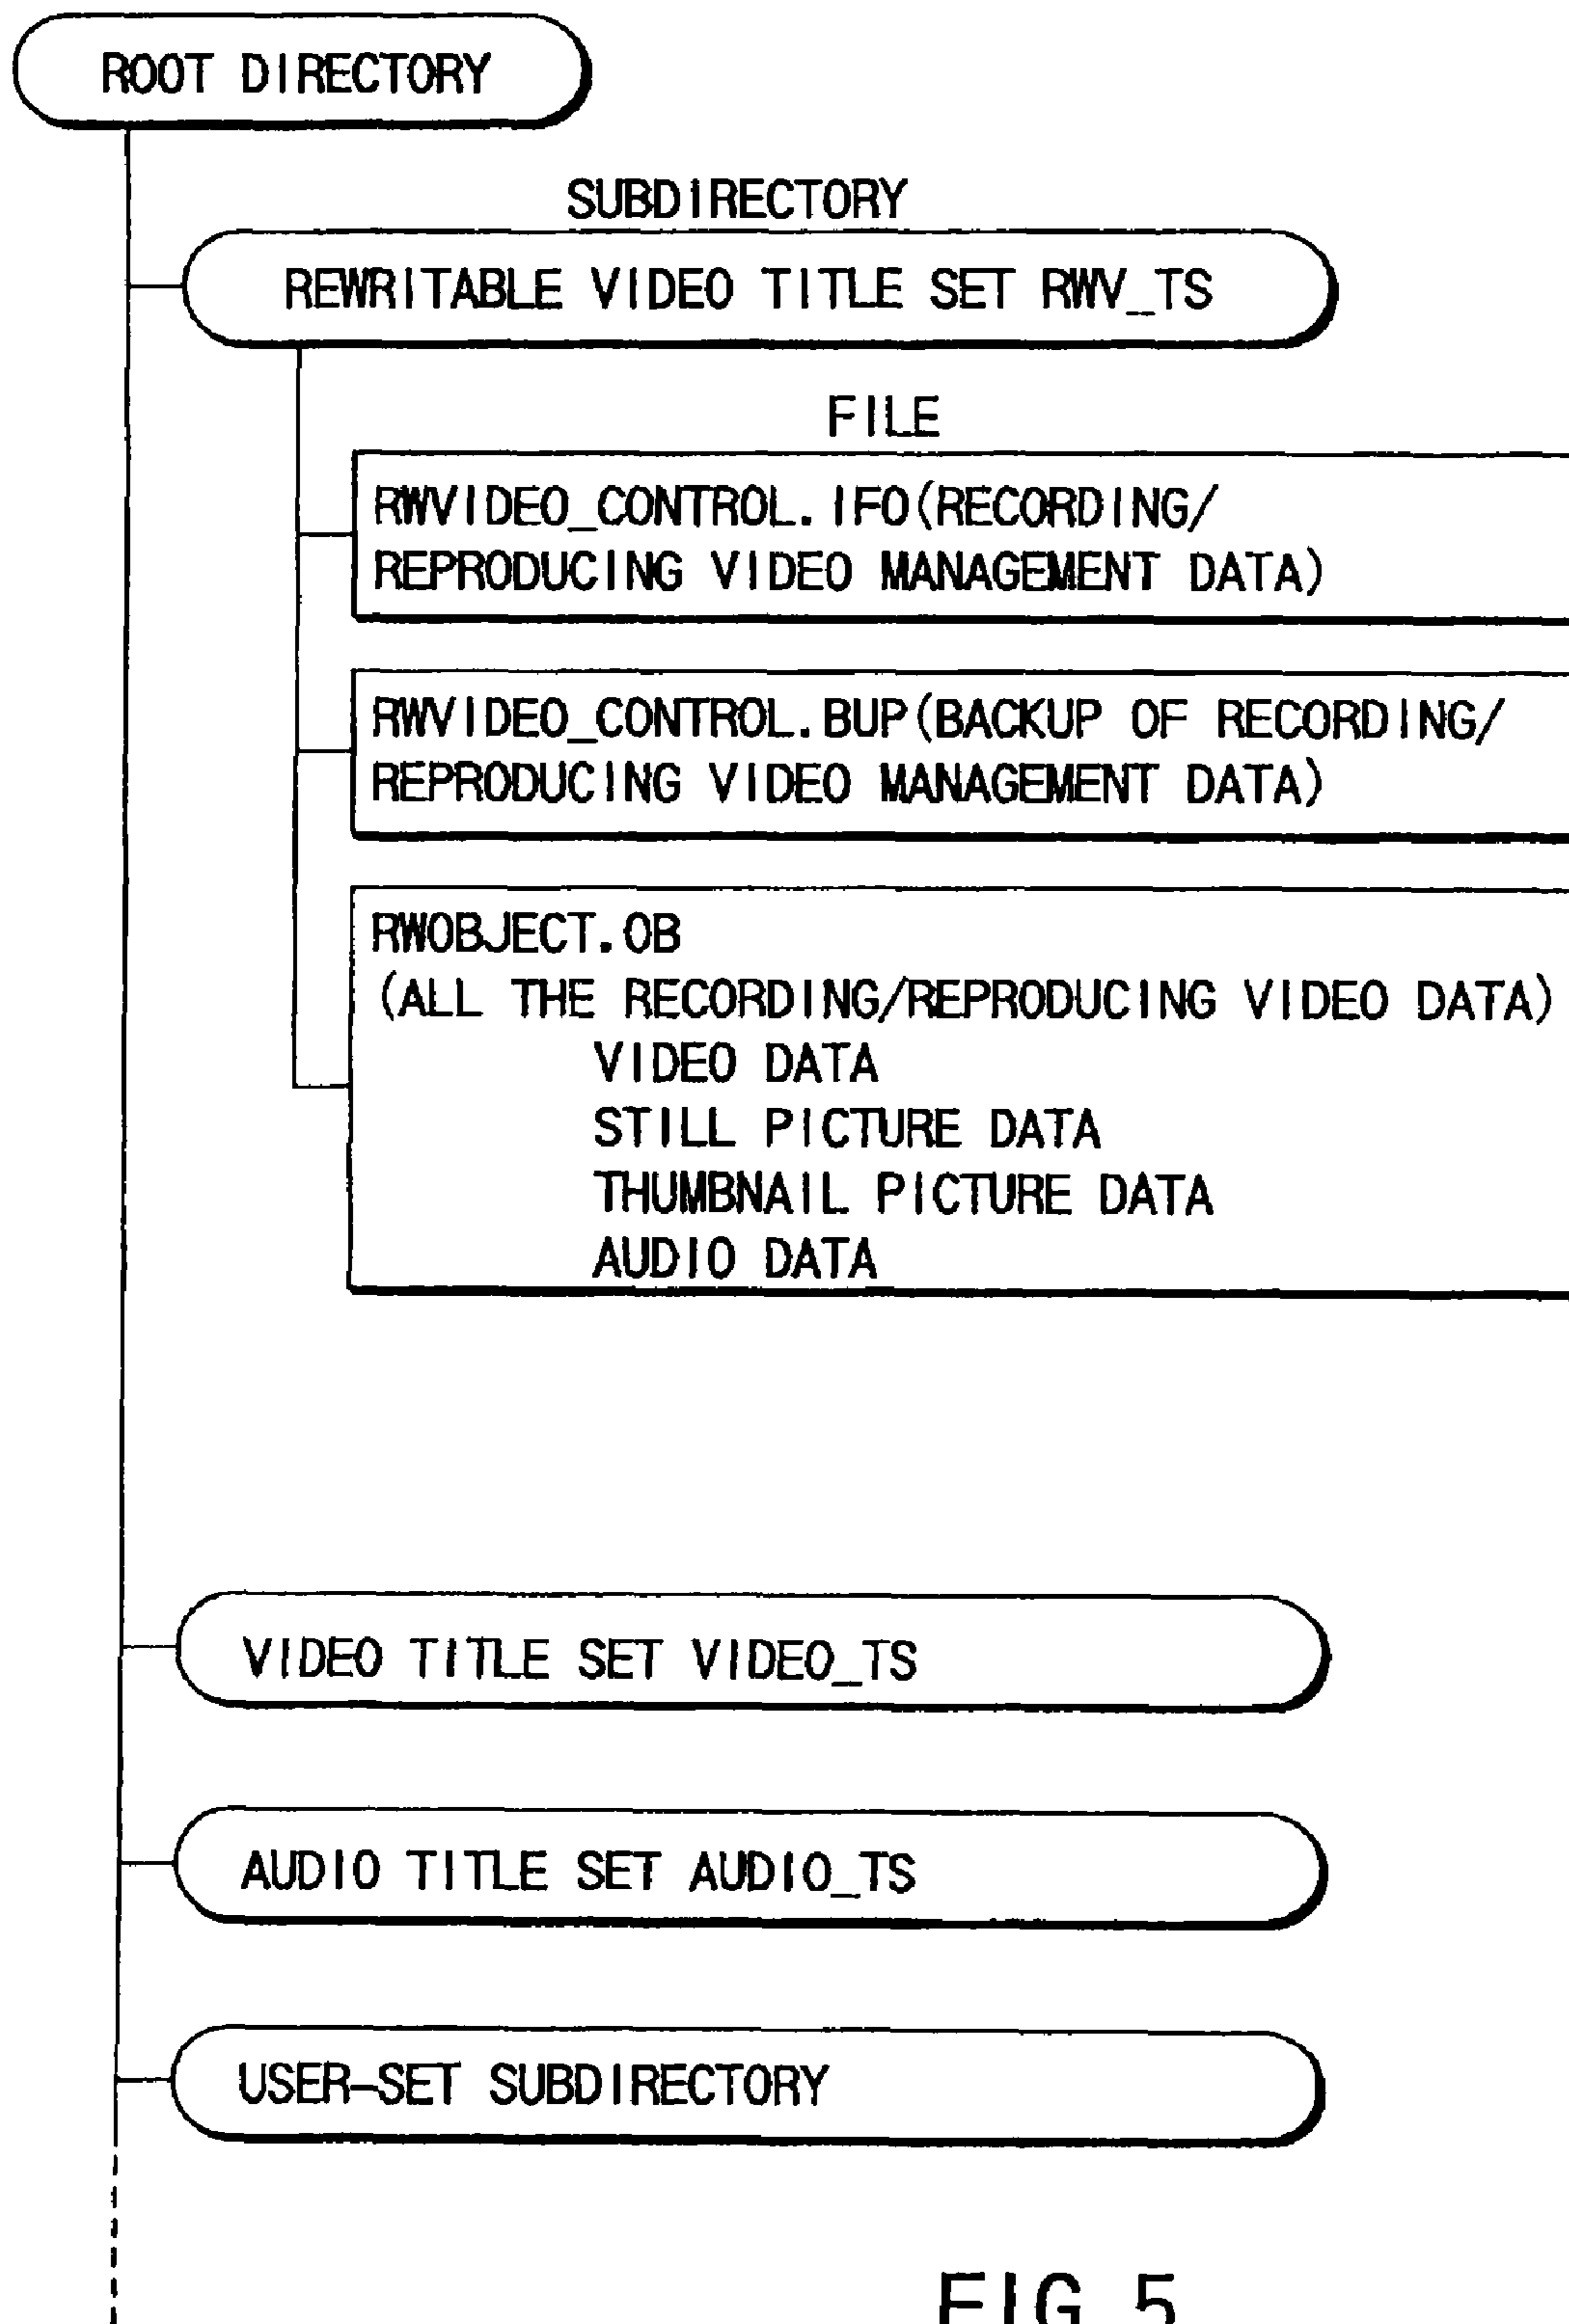 ROOT DIRECTORY
SUBDIRECTORY
REWRITABLE VIDEO TITLE SET RWV_TS
FILE
RWVIDEO_CONTROL.IFO(RECORDING/
REPRODUCING VIDEO MANAGEMENT DATA)
RWVIDEO_CONTROL.BUP(BACKUP OF RECORDING/
REPRODUCING VIDEO MANAGEMENT DATA)
RWOBJECT.OB
(ALL THE RECORDING/REPRODUCING VIDEO DATA)
VIDEO DATA
STILL PICTURE DATA
THUMBNAIL PICTURE DATA
AUDIO DATA
VIDEO TITLE SET VIDEO_TS
AUDIO TITLE SET AUDIO_TS
USER-SET SUBDIRECTORY
FIG. 5